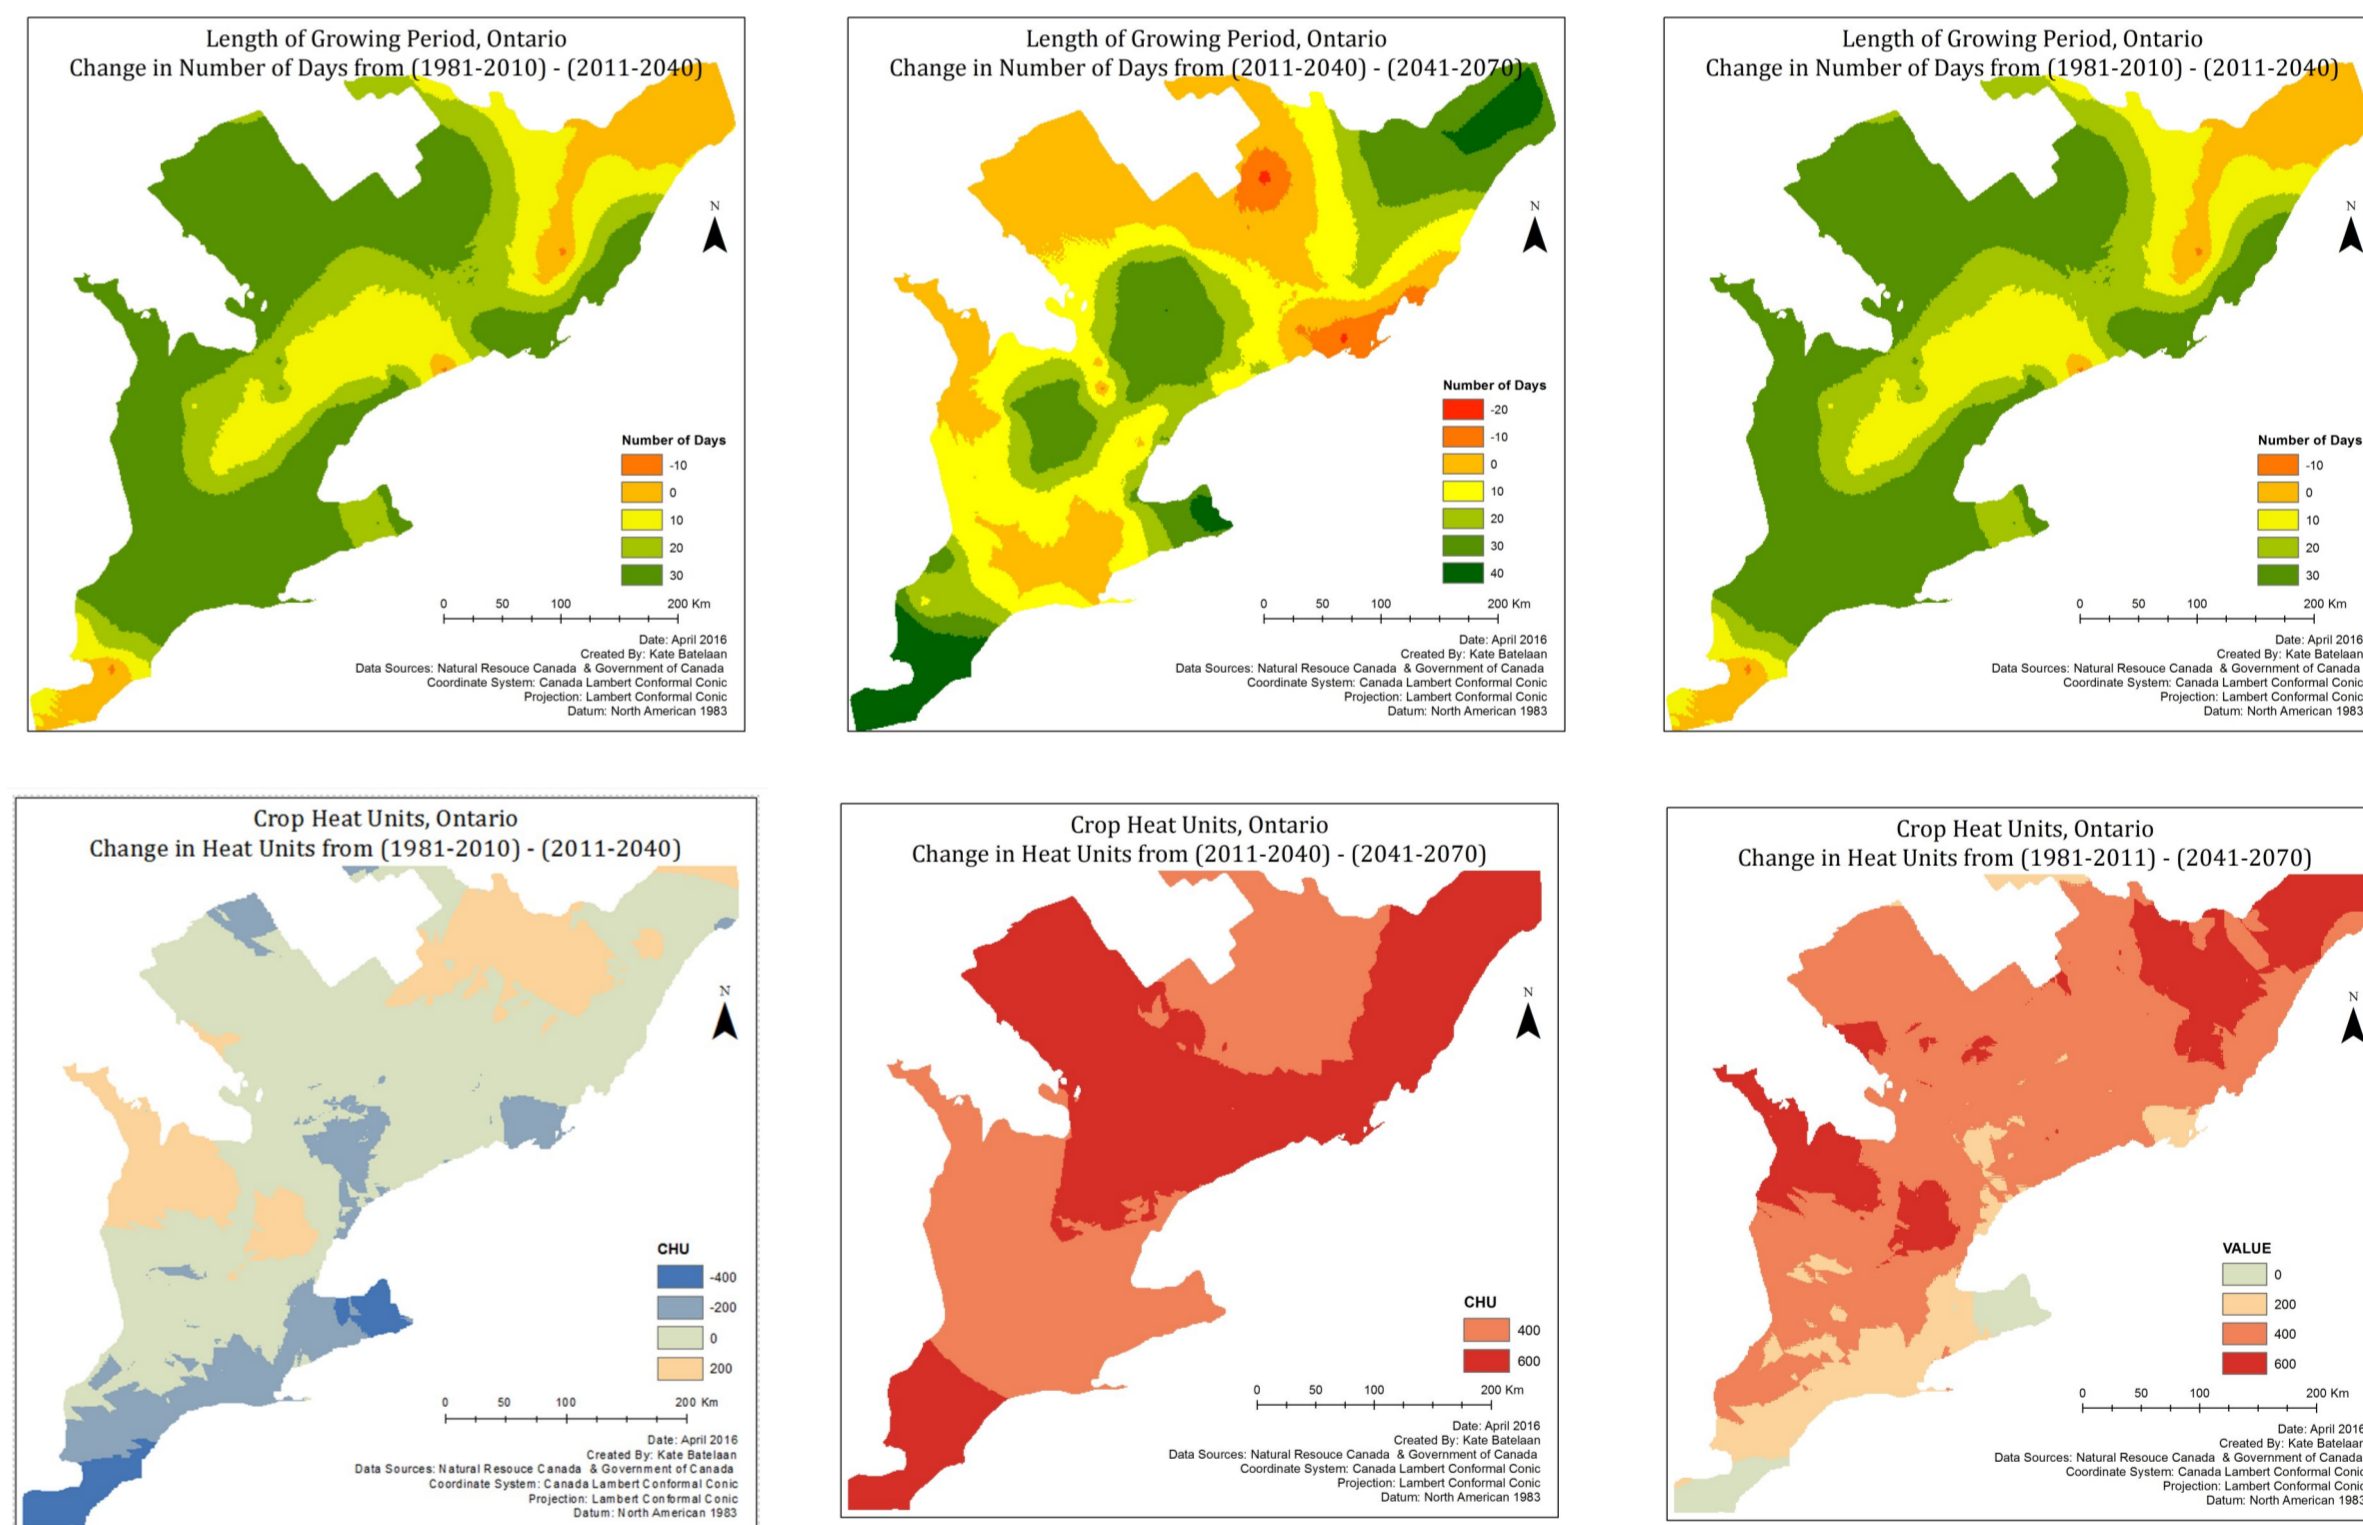 Length of Growing Period, Ontario
Change in Number of Days from (1981-2010) - (2011-2040)
N
Number of Days
-10
0
10
20
30
0 50 100 200 Km
Date: April 2016
Created By: Kate Batelaan
Data Sources: Natural Resouce Canada & Government of Canada
Coordinate System: Canada Lambert Conformal Conic
Projection: Lambert Conformal Conic
Datum: North American 1983
Length of Growing Period, Ontario
Change in Number of Days from (2011-2040) - (2041-2070)
N
Number of Days
-20
-10
0
10
20
30
40
0 50 100 200 Km
Date: April 2016
Created By: Kate Batelaan
Data Sources: Natural Resouce Canada & Government of Canada
Coordinate System: Canada Lambert Conformal Conic
Projection: Lambert Conformal Conic
Datum: North American 1983
Length of Growing Period, Ontario
Change in Number of Days from (1981-2010) - (2011-2040)
N
Number of Days
-10
0
10
20
30
0 50 100 200 Km
Date: April 2016
Created By: Kate Batelaan
Data Sources: Natural Resouce Canada & Government of Canada
Coordinate System: Canada Lambert Conformal Conic
Projection: Lambert Conformal Conic
Datum: North American 1983
Crop Heat Units, Ontario
Change in Heat Units from (1981-2010) - (2011-2040)
N
CHU
-400
-200
0
200
0 50 100 200 Km
Date: April 2016
Created By: Kate Batelaan
Data Sources: Natural Resouce Canada & Government of Canada
Coordinate System: Canada Lambert Conformal Conic
Projection: Lambert Conformal Conic
Datum: North American 1983
Crop Heat Units, Ontario
Change in Heat Units from (2011-2040) - (2041-2070)
N
CHU
400
600
0 50 100 200 Km
Date: April 2016
Created By: Kate Batelaan
Data Sources: Natural Resouce Canada & Government of Canada
Coordinate System: Canada Lambert Conformal Conic
Projection: Lambert Conformal Conic
Datum: North American 1983
Crop Heat Units, Ontario
Change in Heat Units from (1981-2011) - (2041-2070)
N
VALUE
0
200
400
600
0 50 100 200 Km
Date: April 2016
Created By: Kate Batelaan
Data Sources: Natural Resouce Canada & Government of Canada
Coordinate System: Canada Lambert Conformal Conic
Projection: Lambert Conformal Conic
Datum: North American 1983